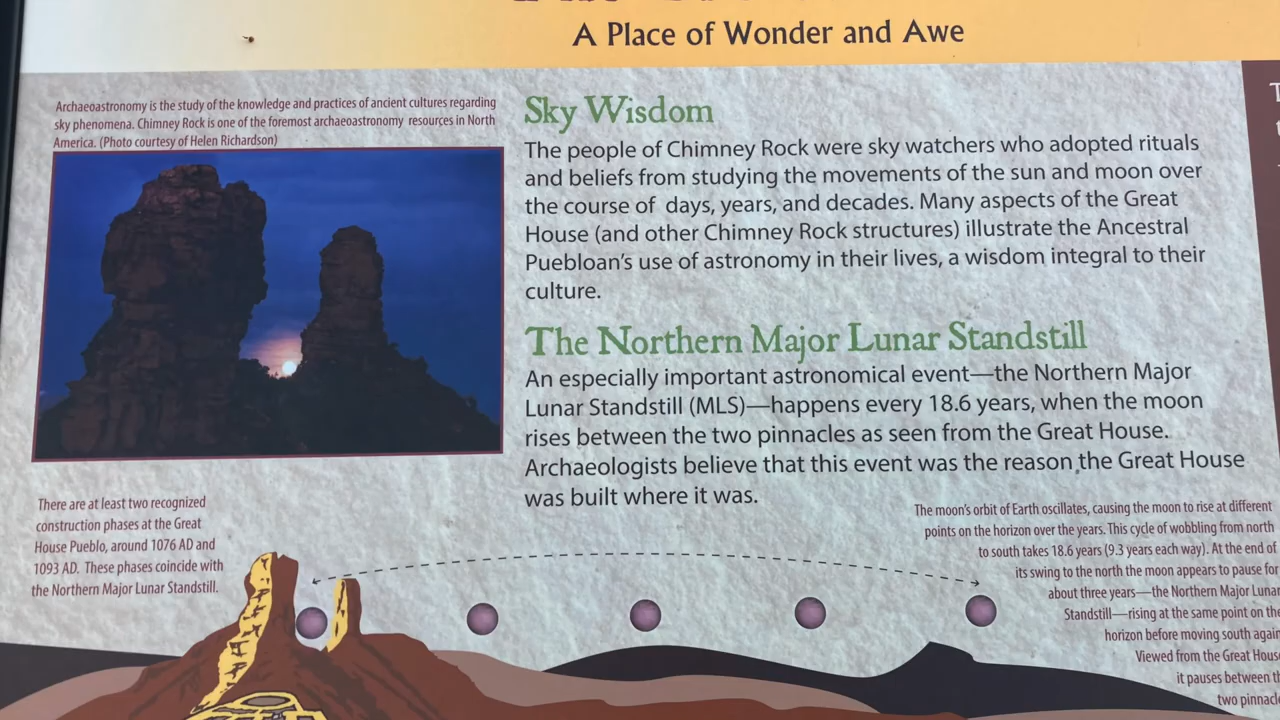 A Place of Wonder and Awe
Archaeoastronomy is the study of the knowledge and practices of ancient cultures regarding
sky phenomena. Chimney Rock is one of the foremost archaeoastronomy resources in North
America. (Photo courtesy of Helen Richardson)
Sky Wisdom
The people of Chimney Rock were sky watchers who adopted rituals
and beliefs from studying the movements of the sun and moon over
the course of days, years, and decades. Many aspects of the Great
House (and other Chimney Rock structures) illustrate the Ancestral
Puebloan's use of astronomy in their lives, a wisdom integral to their
culture.
The Northern Major Lunar Standstill
An especially important astronomical event—the Northern Major
Lunar Standstill (MLS)—happens every 18.6 years, when the moon
rises between the two pinnacles as seen from the Great House.
Archaeologists believe that this event was the reason the Great House
was built where it was.
There are at least two recognized
construction phases at the Great
House Pueblo, around 1076 AD and
1093 AD. These phases coincide with
the Northern Major Lunar Standstill.
The moon's orbit of Earth oscillates, causing the moon to rise at different
points on the horizon over the years. This cycle of wobbling from north
to south takes 18.6 years (9.3 years each way). At the end of
its swing to the north the moon appears to pause for
about three years—the Northern Major Lunar
Standstill—rising at the same point on the
horizon before moving south again.
Viewed from the Great House
it pauses between
two